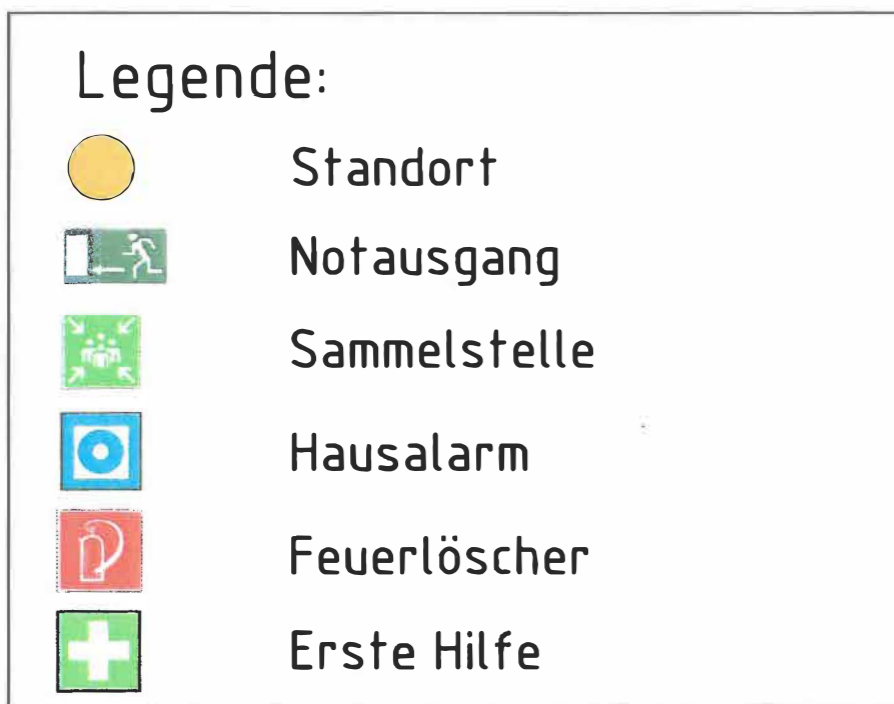 Legende:
Standort
Notausgang
Sammelstelle
Hausalarm
Feuerlöscher
Erste Hilfe